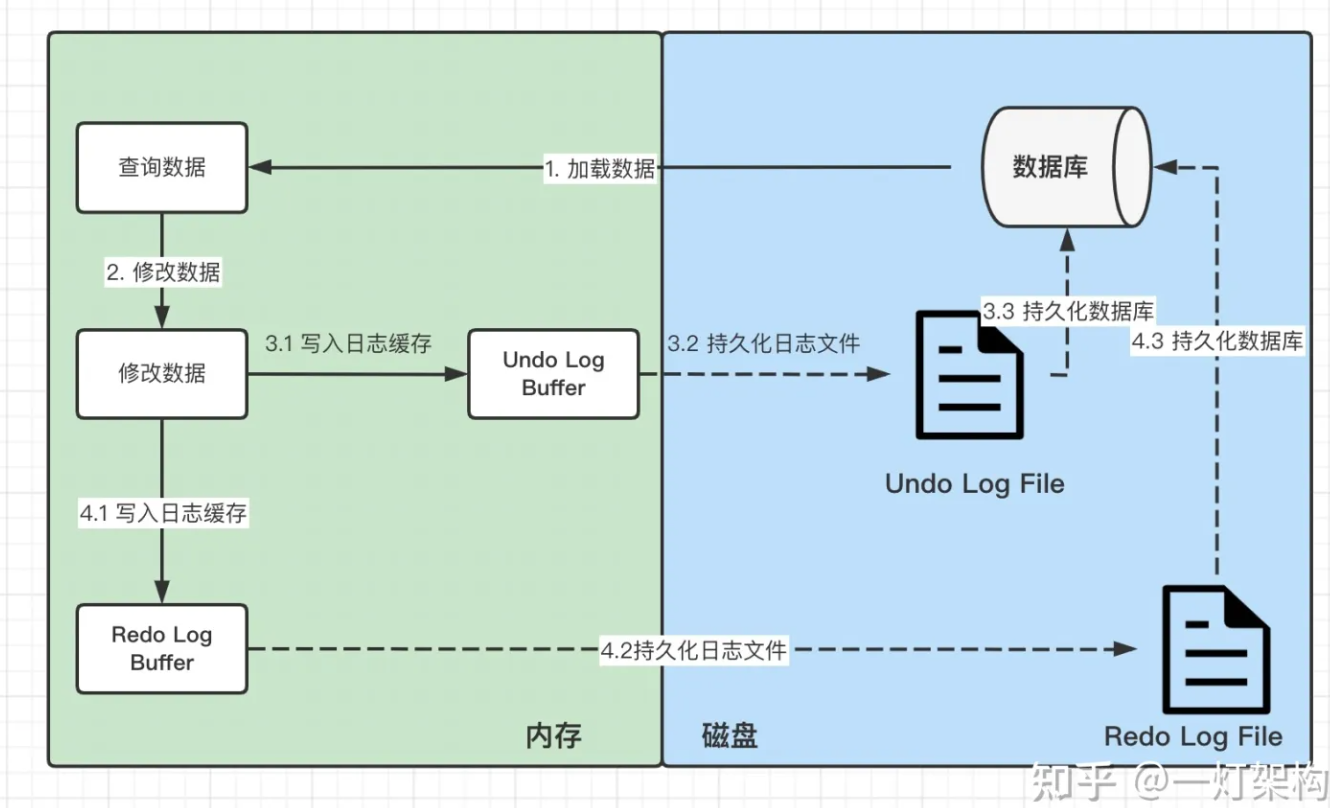 查询数据
1. 加载数据
数据库
2. 修改数据
修改数据
3.1 写入日志缓存
Undo Log
Buffer
3.2 持久化日志文件
3.3 持久化数据库
4.3 持久化数据库
Undo Log File
4.1 写入日志缓存
Redo Log
Buffer
4.2持久化日志文件
内存
磁盘
Redo Log File
知乎 @一灯架构